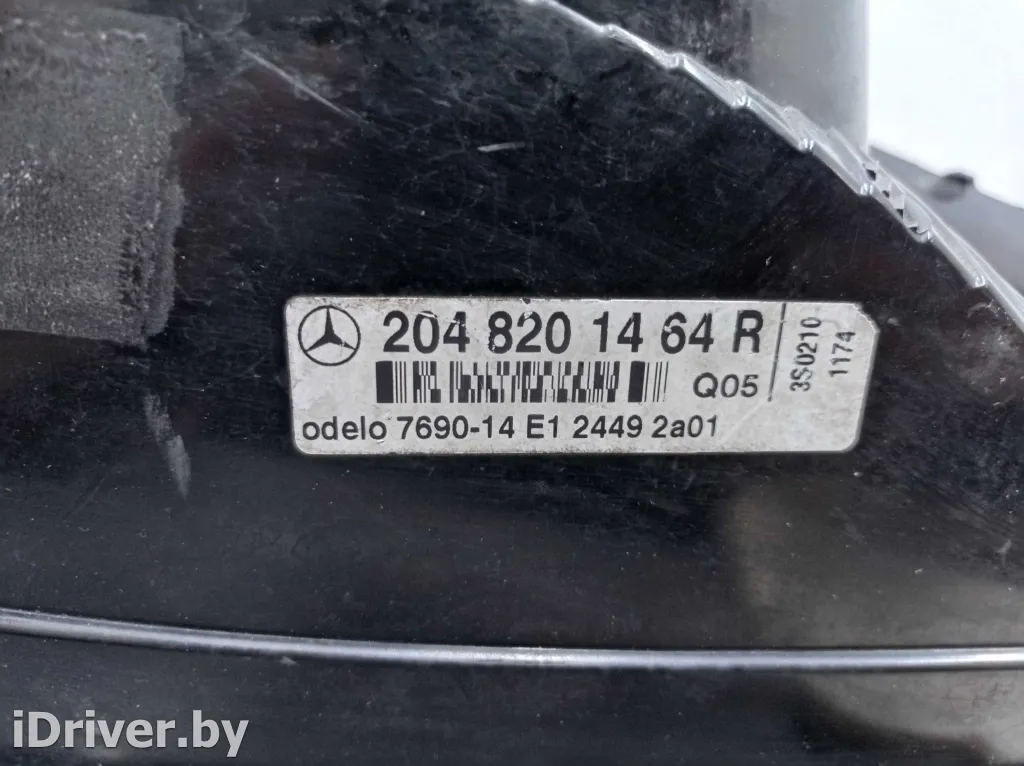 204 820 14 64 R
Q05
3S0210
1174
odelo 7690-14 E1 2449 2a01
iDriver.by